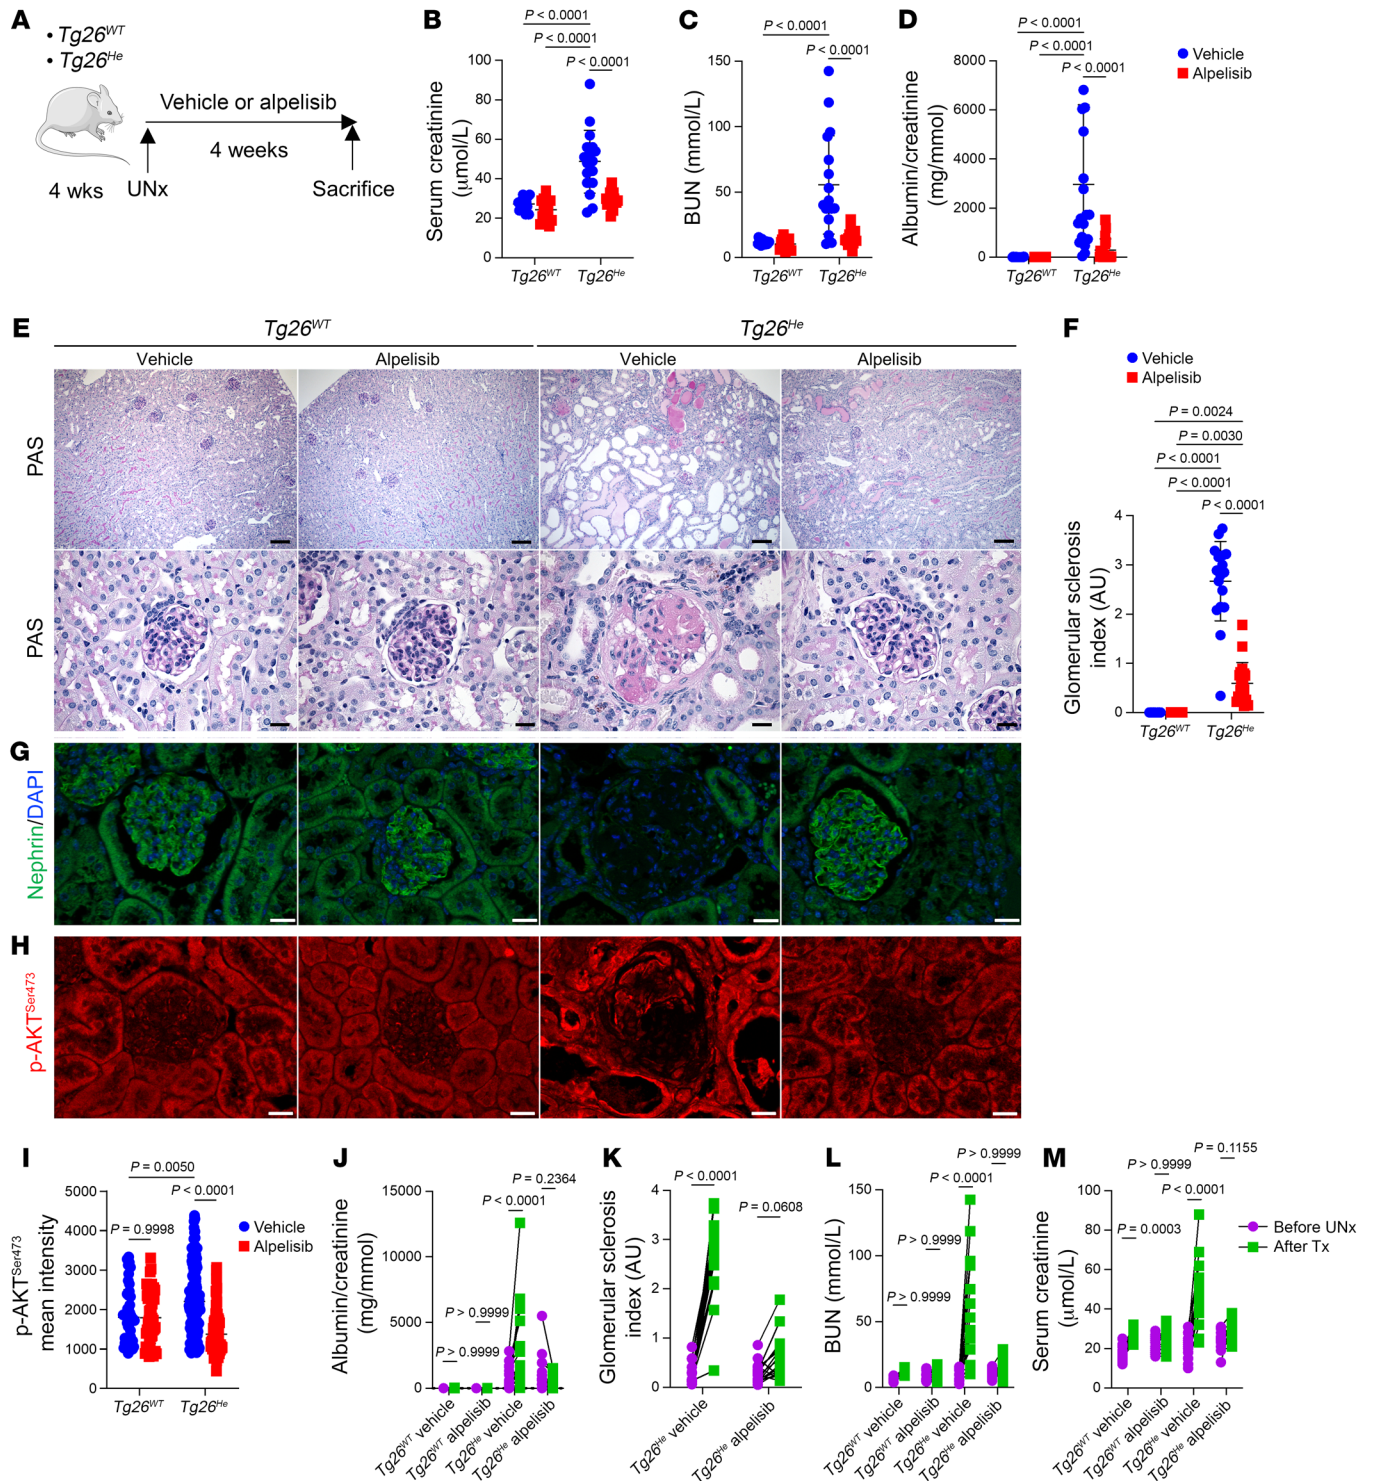 A
• Tg26WT
• Tg26He
Vehicle or alpelisib
4 weeks
4 wks
UNx
Sacrifice
B
P < 0.0001
P < 0.0001
P < 0.0001
Serum creatinine
(μmol/L)
100
80
60
40
20
0
Tg26WT
Tg26He
C
P < 0.0001
P < 0.0001
BUN (mmol/L)
150
100
50
0
Tg26WT
Tg26He
D
P < 0.0001
P < 0.0001
P < 0.0001
Albumin/creatinine
(mg/mmol)
8000
6000
4000
2000
0
Tg26WT
Tg26He
Vehicle
Alpelisib
E
Tg26WT
Tg26He
Vehicle
Alpelisib
Vehicle
Alpelisib
PAS
PAS
F
Vehicle
Alpelisib
P = 0.0024
P = 0.0030
P < 0.0001
P < 0.0001
P < 0.0001
Glomerular sclerosis
index (AU)
4
3
2
1
0
Tg26WT
Tg26He
G
Nephrin/DAPI
H
p-AKTSer473
I
P = 0.0050
P < 0.0001
P = 0.9998
p-AKTSer473
mean intensity
5000
4000
3000
2000
1000
0
Tg26WT
Tg26He
Vehicle
Alpelisib
J
P = 0.2364
P < 0.0001
P > 0.9999
P > 0.9999
Albumin/creatinine
(mg/mmol)
15000
10000
5000
0
Tg26WT vehicle
Tg26WT alpelisib
Tg26He vehicle
Tg26He alpelisib
K
P < 0.0001
P = 0.0608
Glomerular sclerosis
index (AU)
4
3
2
1
0
Tg26He vehicle
Tg26He alpelisib
L
P > 0.9999
P < 0.0001
P > 0.9999
P > 0.9999
BUN (mmol/L)
150
100
50
0
Tg26WT vehicle
Tg26WT alpelisib
Tg26He vehicle
Tg26He alpelisib
M
P = 0.1155
P > 0.9999
P < 0.0001
P = 0.0003
Serum creatinine
(μmol/L)
100
80
60
40
20
0
Tg26WT vehicle
Tg26WT alpelisib
Tg26He vehicle
Tg26He alpelisib
Before UNx
After Tx